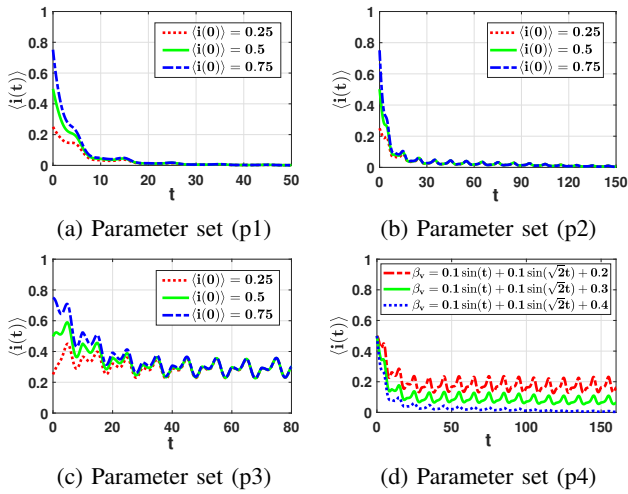 ⟨i(t)⟩
1
0.8
0.6
0.4
0.2
0
⟨i(0)⟩ = 0.25
⟨i(0)⟩ = 0.5
⟨i(0)⟩ = 0.75
0 10 20 30 40 50
t
(a) Parameter set (p1)
⟨i(t)⟩
1
0.8
0.6
0.4
0.2
0
⟨i(0)⟩ = 0.25
⟨i(0)⟩ = 0.5
⟨i(0)⟩ = 0.75
0 30 60 90 120 150
t
(b) Parameter set (p2)
⟨i(t)⟩
1
0.8
0.6
0.4
0.2
0
⟨i(0)⟩ = 0.25
⟨i(0)⟩ = 0.5
⟨i(0)⟩ = 0.75
0 20 40 60 80
t
(c) Parameter set (p3)
⟨i(t)⟩
1
0.8
0.6
0.4
0.2
0
βv = 0.1 sin(t) + 0.1 sin(√2t) + 0.2
βv = 0.1 sin(t) + 0.1 sin(√2t) + 0.3
βv = 0.1 sin(t) + 0.1 sin(√2t) + 0.4
0 50 100 150
t
(d) Parameter set (p4)